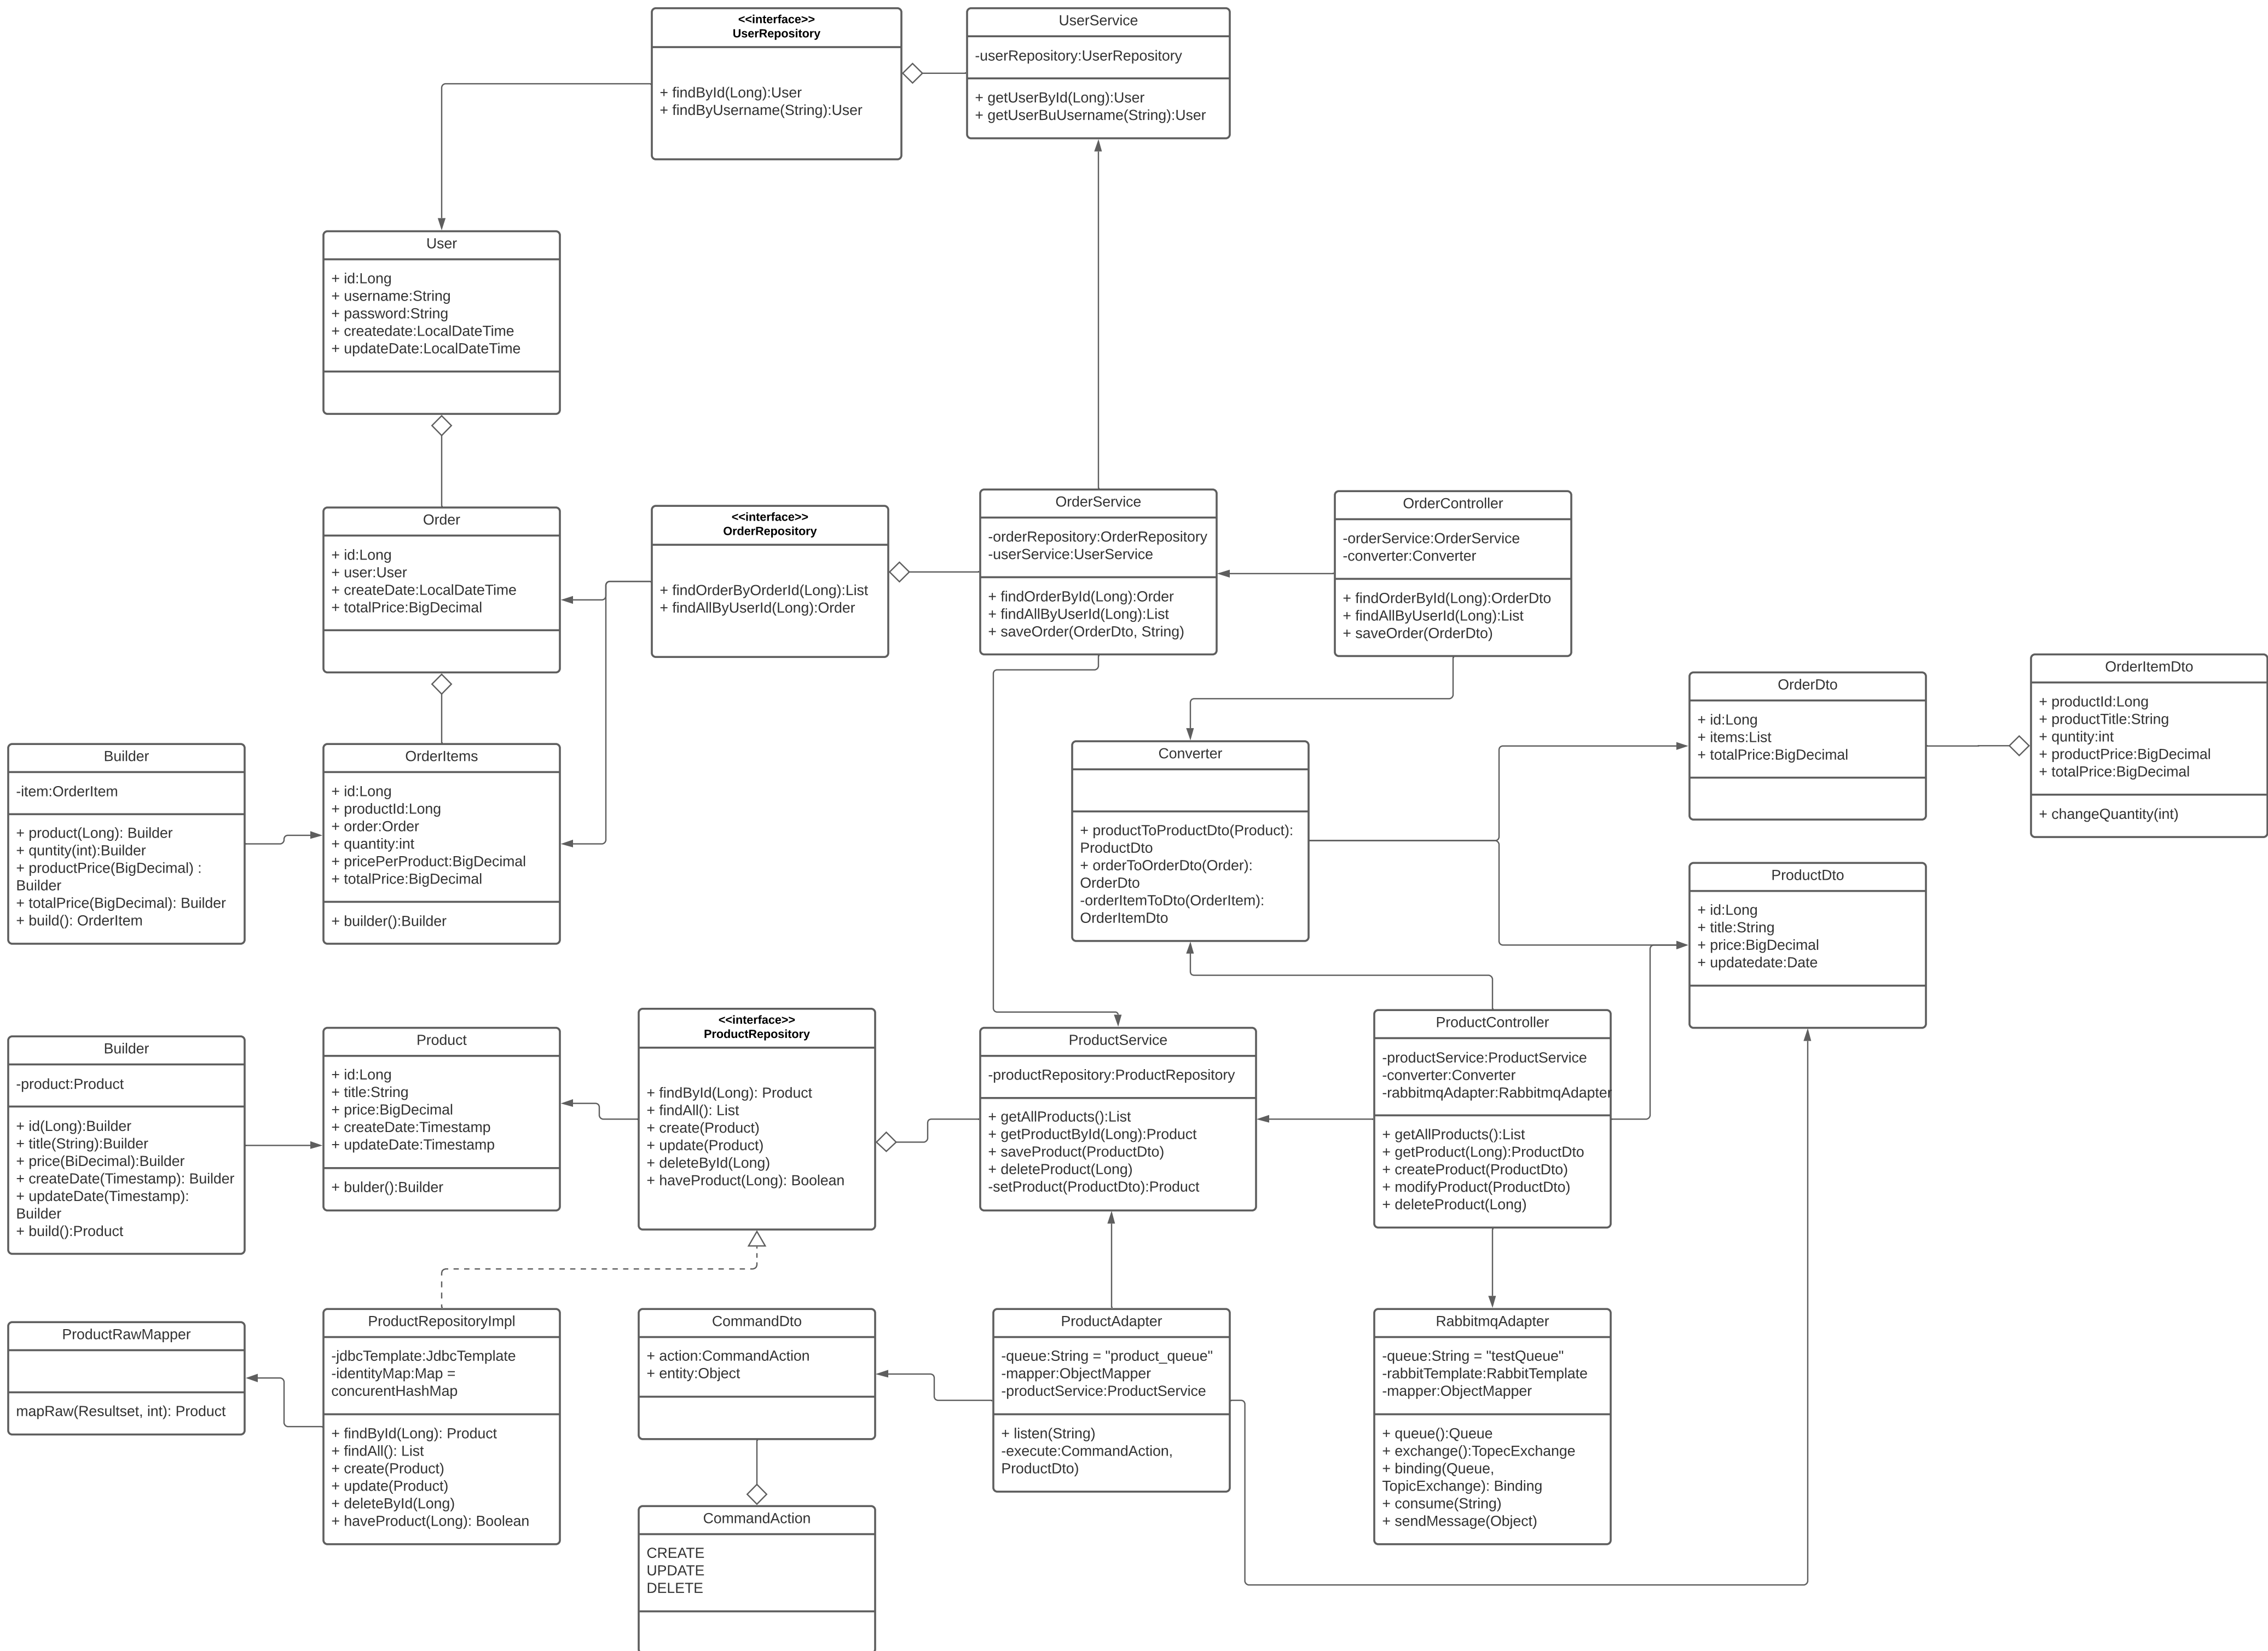 <<interface>>
UserRepository
+ findById(Long):User
+ findByUsername(String):User
UserService
-userRepository:UserRepository
+ getUserById(Long):User
+ getUserBuUsername(String):User
User
+ id:Long
+ username:String
+ password:String
+ createdate:LocalDateTime
+ updateDate:LocalDateTime
Order
+ id:Long
+ user:User
+ createDate:LocalDateTime
+ totalPrice:BigDecimal
<<interface>>
OrderRepository
+ findOrderByOrderId(Long):List
+ findAllByUserId(Long):Order
OrderService
-orderRepository:OrderRepository
-userService:UserService
+ findOrderById(Long):Order
+ findAllByUserId(Long):List
+ saveOrder(OrderDto, String)
OrderController
-orderService:OrderService
-converter:Converter
+ findOrderById(Long):OrderDto
+ findAllByUserId(Long):List
+ saveOrder(OrderDto)
OrderDto
+ id:Long
+ items:List
+ totalPrice:BigDecimal
OrderItemDto
+ productId:Long
+ productTitle:String
+ quntity:int
+ productPrice:BigDecimal
+ totalPrice:BigDecimal
+ changeQuantity(int)
Builder
-item:OrderItem
+ product(Long): Builder
+ quntity(int):Builder
+ productPrice(BigDecimal) :
Builder
+ totalPrice(BigDecimal): Builder
+ build(): OrderItem
OrderItems
+ id:Long
+ productId:Long
+ order:Order
+ quantity:int
+ pricePerProduct:BigDecimal
+ totalPrice:BigDecimal
+ builder():Builder
Converter
+ productToProductDto(Product):
ProductDto
+ orderToOrderDto(Order):
OrderDto
-orderItemToDto(OrderItem):
OrderItemDto
ProductDto
+ id:Long
+ title:String
+ price:BigDecimal
+ updatedate:Date
Builder
-product:Product
+ id(Long):Builder
+ title(String):Builder
+ price(BiDecimal):Builder
+ createDate(Timestamp): Builder
+ updateDate(Timestamp):
Builder
+ build():Product
Product
+ id:Long
+ title:String
+ price:BigDecimal
+ createDate:Timestamp
+ updateDate:Timestamp
+ bulder():Builder
<<interface>>
ProductRepository
+ findById(Long): Product
+ findAll(): List
+ create(Product)
+ update(Product)
+ deleteById(Long)
+ haveProduct(Long): Boolean
ProductService
-productRepository:ProductRepository
+ getAllProducts():List
+ getProductById(Long):Product
+ saveProduct(ProductDto)
+ deleteProduct(Long)
-setProduct(ProductDto):Product
ProductController
-productService:ProductService
-converter:Converter
-rabbitmqAdapter:RabbitmqAdapter
+ getAllProducts():List
+ getProduct(Long):ProductDto
+ createProduct(ProductDto)
+ modifyProduct(ProductDto)
+ deleteProduct(Long)
ProductRawMapper
mapRaw(Resultset, int): Product
ProductRepositoryImpl
-jdbcTemplate:JdbcTemplate
-identityMap:Map =
concurentHashMap
+ findById(Long): Product
+ findAll(): List
+ create(Product)
+ update(Product)
+ deleteById(Long)
+ haveProduct(Long): Boolean
CommandDto
+ action:CommandAction
+ entity:Object
ProductAdapter
-queue:String = "product_queue"
-mapper:ObjectMapper
-productService:ProductService
+ listen(String)
-execute:CommandAction,
ProductDto)
RabbitmqAdapter
-queue:String = "testQueue"
-rabbitTemplate:RabbitTemplate
-mapper:ObjectMapper
+ queue():Queue
+ exchange():TopecExchange
+ binding(Queue,
TopicExchange): Binding
+ consume(String)
+ sendMessage(Object)
CommandAction
CREATE
UPDATE
DELETE